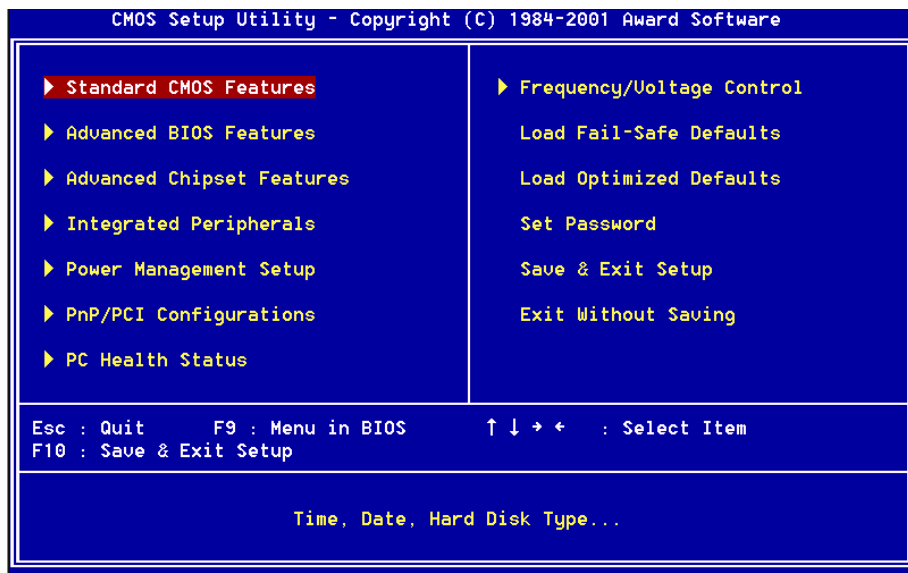 CMOS Setup Utility - Copyright (C) 1984-2001 Award Software
Standard CMOS Features
Advanced BIOS Features
Advanced Chipset Features
Integrated Peripherals
Power Management Setup
PnP/PCI Configurations
PC Health Status
Frequency/Voltage Control
Load Fail-Safe Defaults
Load Optimized Defaults
Set Password
Save & Exit Setup
Exit Without Saving
Esc : Quit F9 : Menu in BIOS ↑ ↓ → ← : Select Item
F10 : Save & Exit Setup
Time, Date, Hard Disk Type...